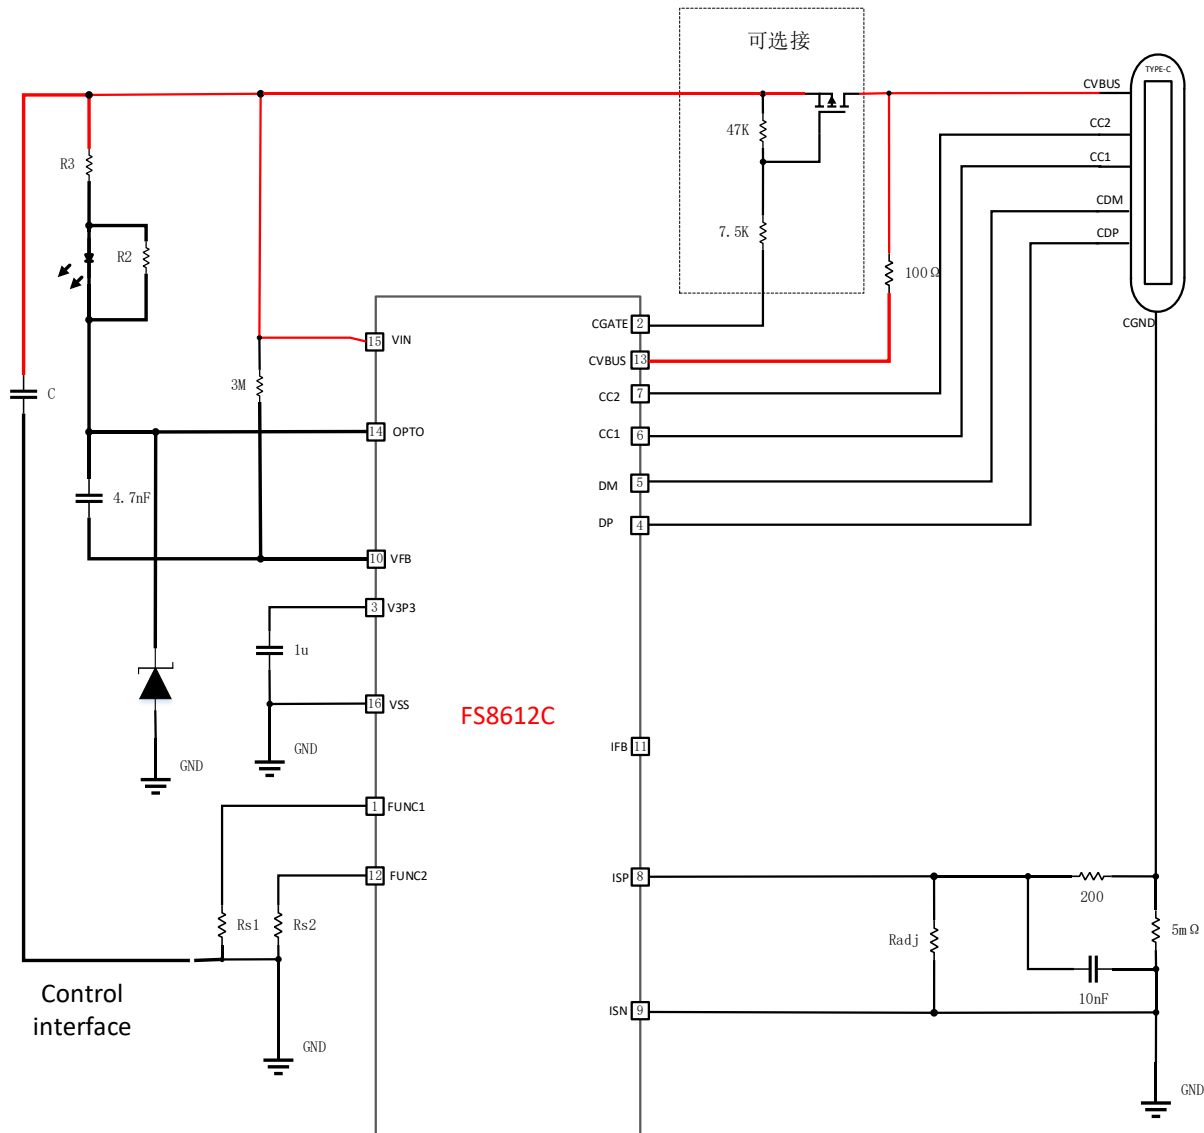 可选接
TYPE-C
CVBUS
CC2
47K
CC1
R3
CDM
7.5K
CDP
R2
100Ω
CGATE
2
CGND
15
VIN
CVBUS
13
3M
C
CC2
7
14
OPTO
CC1
6
DM
5
4.7nF
DP
4
10
VFB
3
V3P3
1u
16
VSS
FS8612C
GND
IFB
11
GND
1
FUNC1
12
FUNC2
ISP
8
200
Rs1
Rs2
Radj
5mΩ
Control
interface
10nF
ISN
9
GND
GND